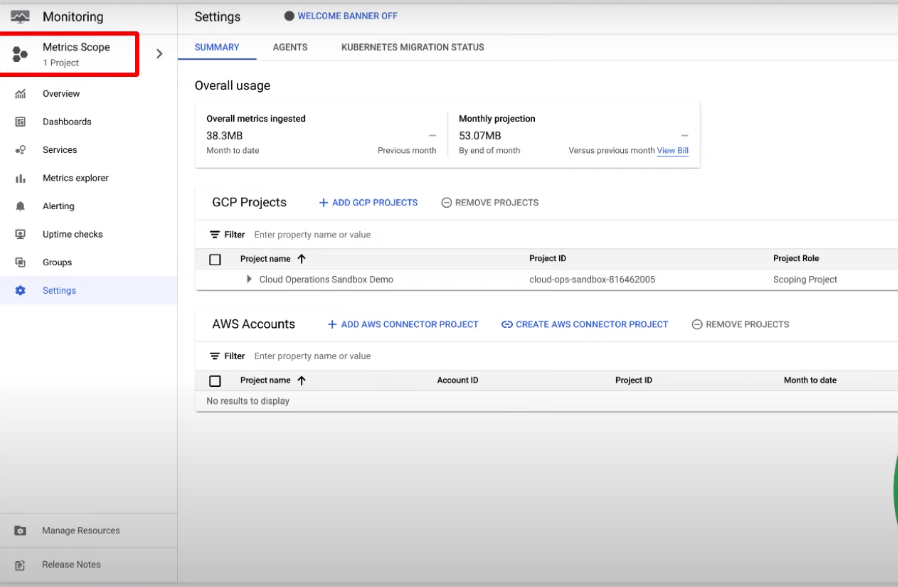 Monitoring
Metrics Scope
1 Project
Overview
Dashboards
Services
Metrics explorer
Alerting
Uptime checks
Groups
Settings
Manage Resources
Release Notes
Settings WELCOME BANNER OFF
SUMMARY AGENTS KUBERNETES MIGRATION STATUS
Overall usage
Overall metrics ingested
38.3MB –
Month to date Previous month
Monthly projection
53.07MB –
By end of month Versus previous month View Bill
GCP Projects + ADD GCP PROJECTS REMOVE PROJECTS
Filter Enter property name or value
Project name ↑ Project ID Project Role
Cloud Operations Sandbox Demo cloud-ops-sandbox-816462005 Scoping Project
AWS Accounts + ADD AWS CONNECTOR PROJECT CREATE AWS CONNECTOR PROJECT REMOVE PROJECTS
Filter Enter property name or value
Project name ↑ Account ID Project ID Month to date
No results to display